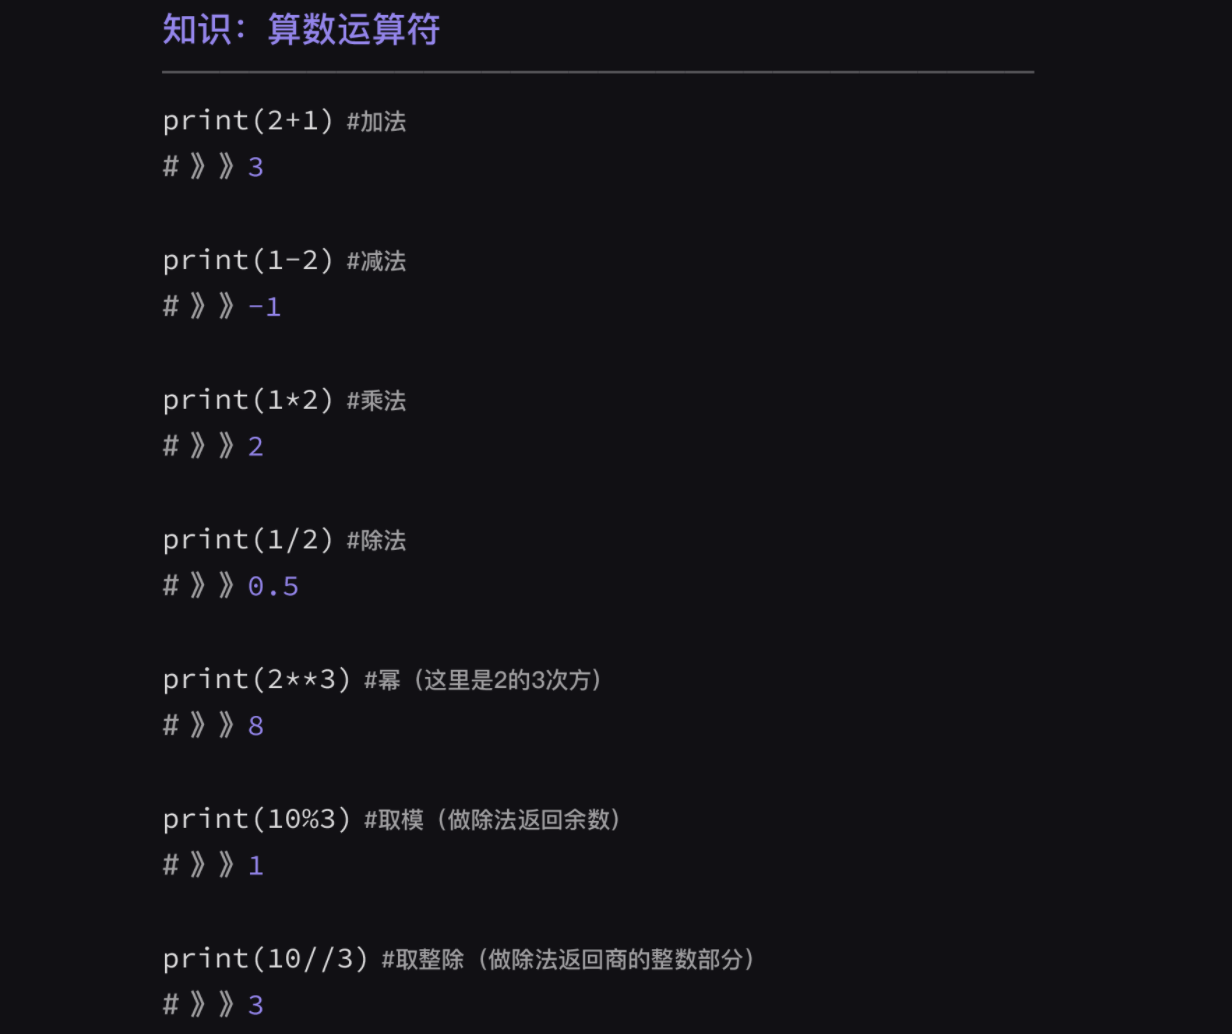 知识：算数运算符
print(2+1) #加法
# 》》3
print(1-2) #减法
# 》》-1
print(1*2) #乘法
# 》》2
print(1/2) #除法
# 》》0.5
print(2**3) #幂（这里是2的3次方）
# 》》8
print(10%3) #取模（做除法返回余数）
# 》》1
print(10//3) #取整除（做除法返回商的整数部分）
# 》》3